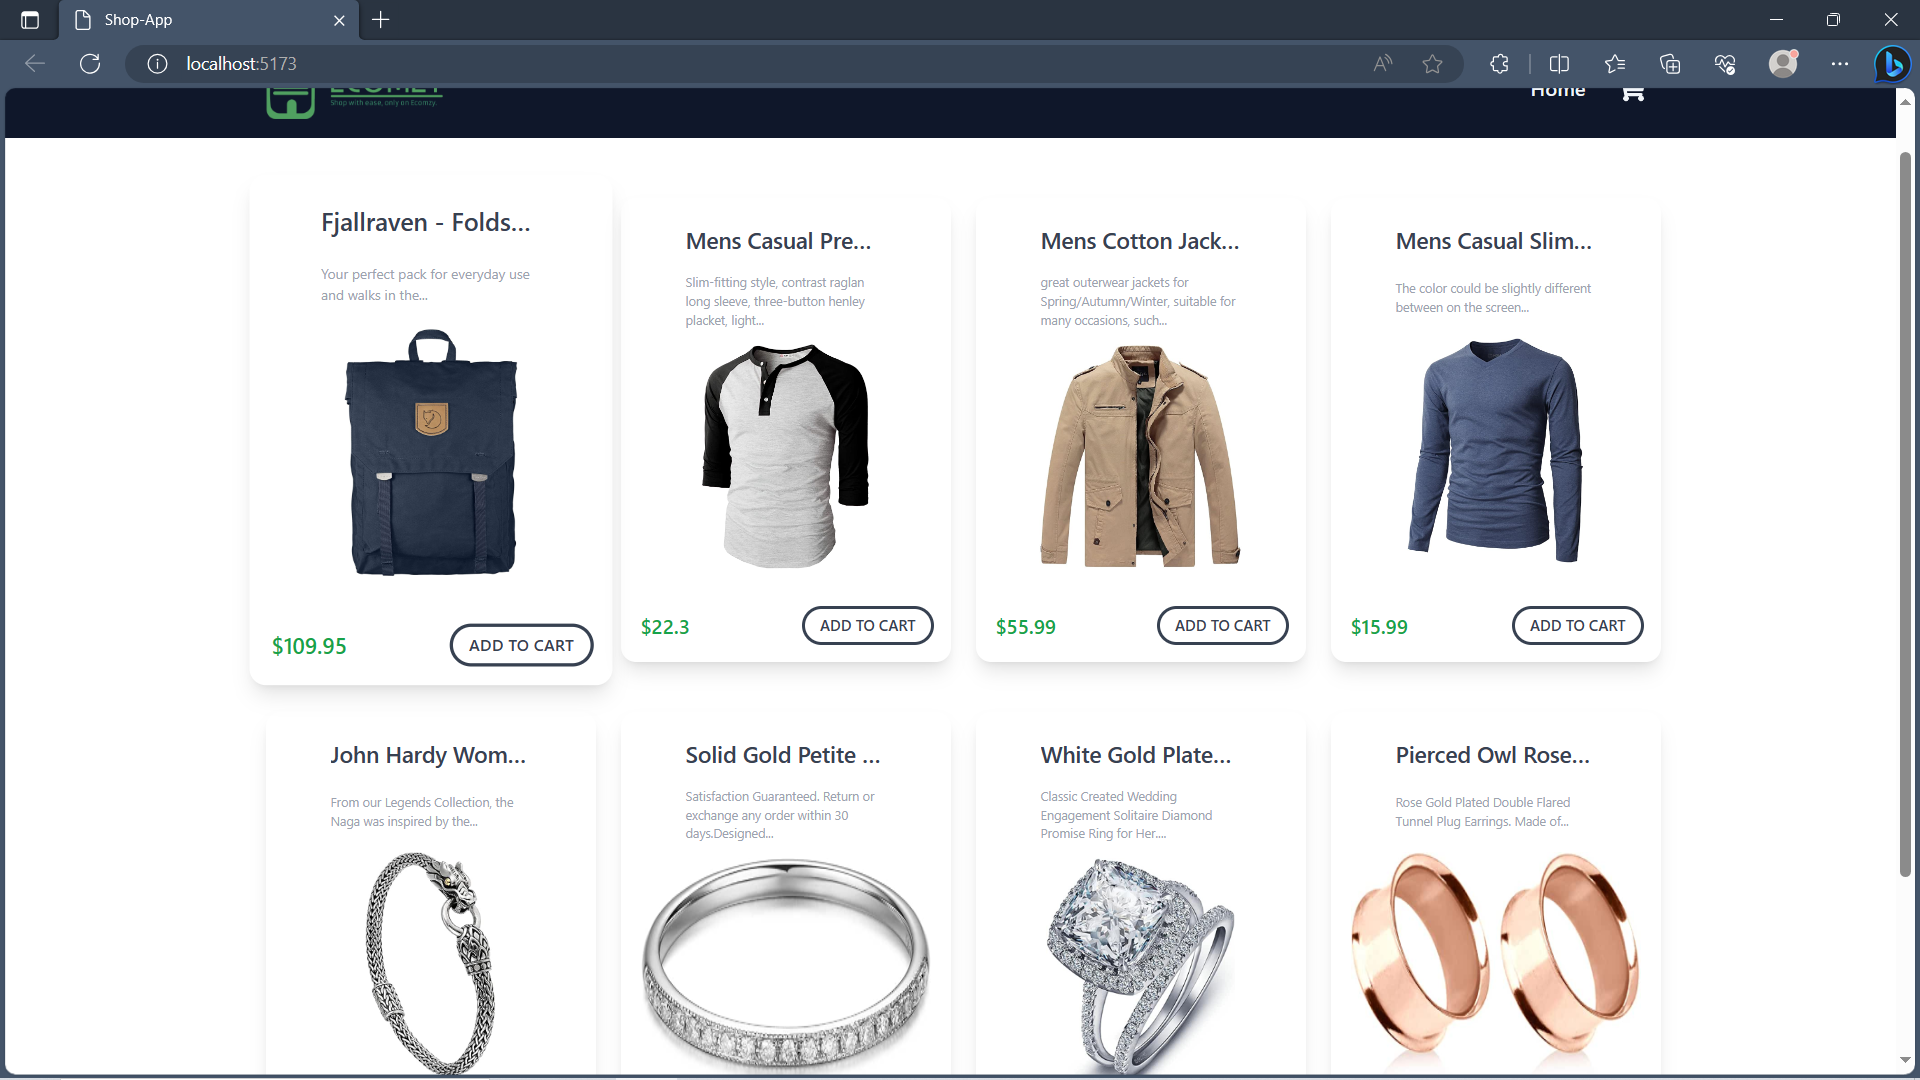 Shop-App
localhost:5173
ECOMZY
Shop with ease, only on Ecomzy.
Home
Fjallraven - Folds...
Your perfect pack for everyday use
and walks in the...
$109.95
ADD TO CART
Mens Casual Pre...
Slim-fitting style, contrast raglan
long sleeve, three-button henley
placket, light...
$22.3
ADD TO CART
Mens Cotton Jack...
great outerwear jackets for
Spring/Autumn/Winter, suitable for
many occasions, such...
$55.99
ADD TO CART
Mens Casual Slim...
The color could be slightly different
between on the screen...
$15.99
ADD TO CART
John Hardy Wom...
From our Legends Collection, the
Naga was inspired by the...
Solid Gold Petite ...
Satisfaction Guaranteed. Return or
exchange any order within 30
days.Designed...
White Gold Plate...
Classic Created Wedding
Engagement Solitaire Diamond
Promise Ring for Her....
Pierced Owl Rose...
Rose Gold Plated Double Flared
Tunnel Plug Earrings. Made of...